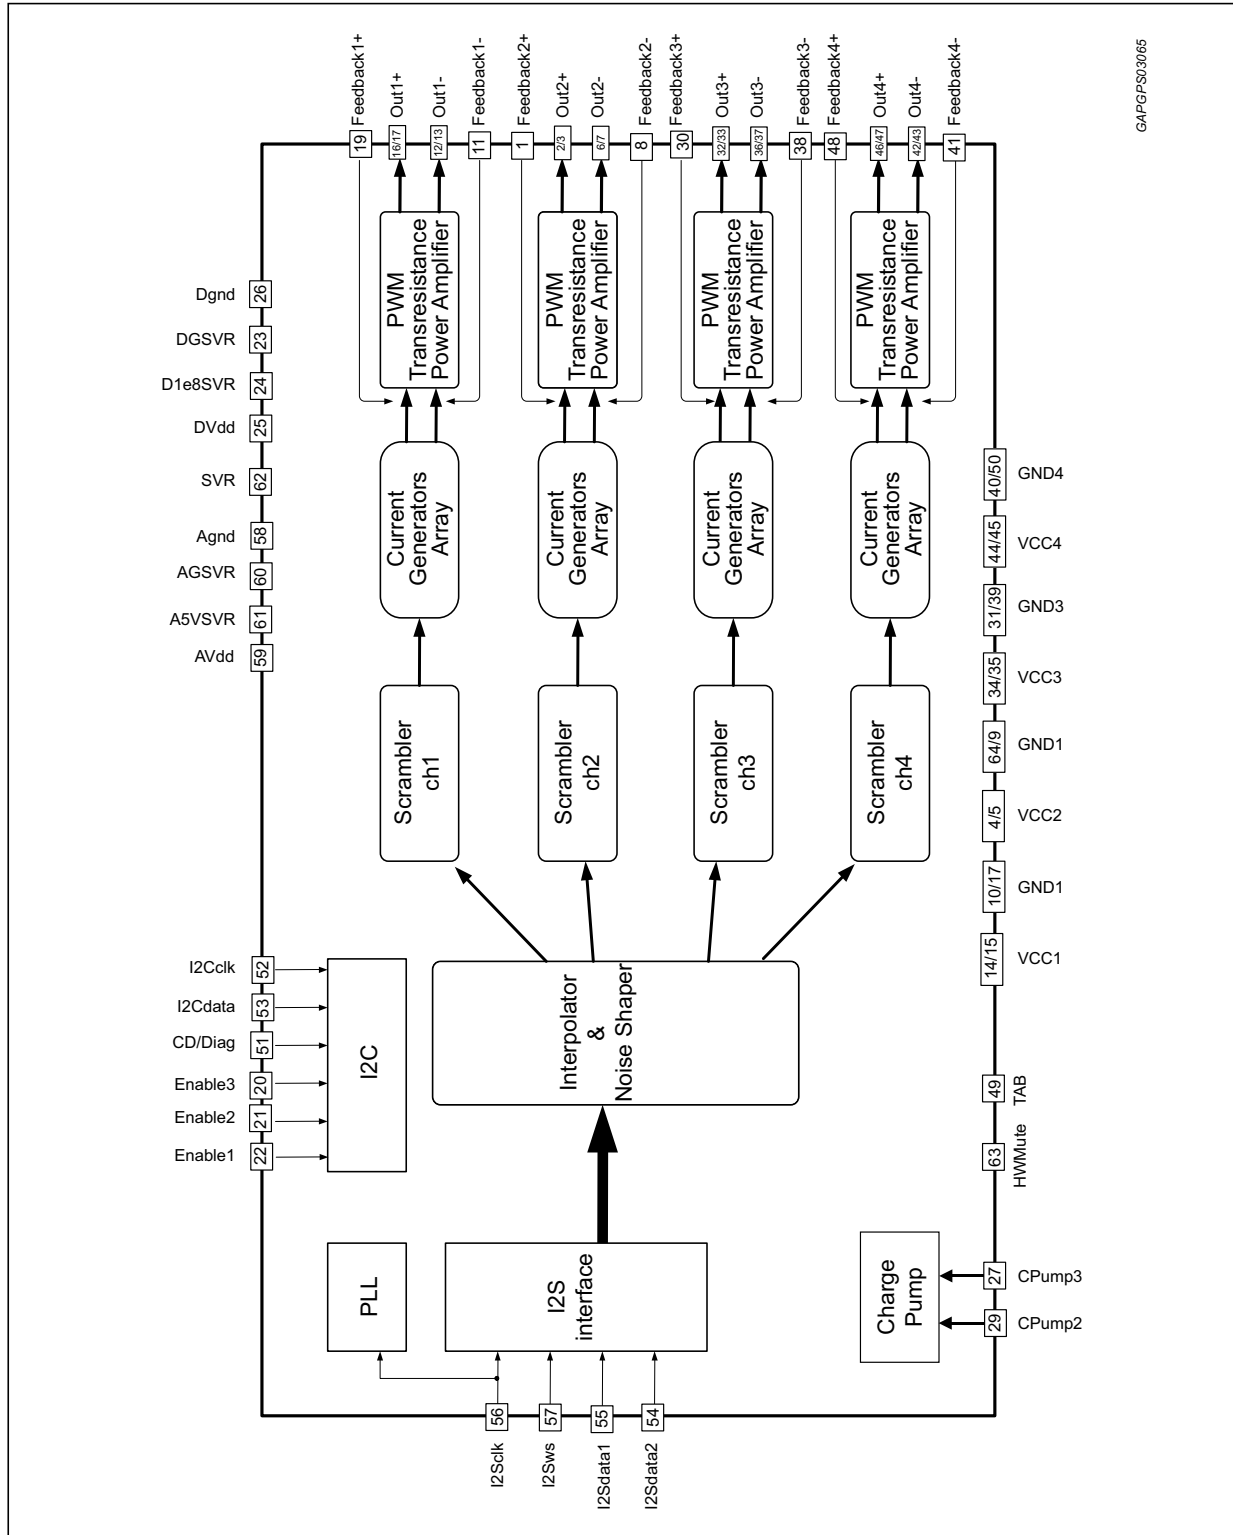 Feedback1+
Out1+
Out1-
Feedback1-
Feedback2+
Out2+
Out2-
Feedback2-
Feedback3+
Out3+
Out3-
Feedback3-
Feedback4+
Out4+
Out4-
Feedback4-
GAPGPS03065
19
16/17
12/13
11
1
2/3
6/7
8
30
32/33
36/37
38
48
46/47
42/43
41
PWM
Transresistance
Power Amplifier
PWM
Transresistance
Power Amplifier
PWM
Transresistance
Power Amplifier
PWM
Transresistance
Power Amplifier
Dgnd 26
DGSVR 23
D1e8SVR 24
DVdd 25
SVR 62
Agnd 58
AGSVR 60
A5VSVR 61
AVdd 59
Current
Generators
Array
Current
Generators
Array
Current
Generators
Array
Current
Generators
Array
40/50 GND4
44/45 VCC4
31/39 GND3
34/35 VCC3
64/9 GND1
4/5 VCC2
10/17 GND1
14/15 VCC1
Scrambler
ch1
Scrambler
ch2
Scrambler
ch3
Scrambler
ch4
I2Cclk 52
I2Cdata 53
CD/Diag 51
Enable3 20
Enable2 21
Enable1 22
I2C
Interpolator
&
Noise Shaper
49 TAB
63 HWMute
PLL
I2S
interface
Charge
Pump
27 CPump3
29 CPump2
56
57
55
54
I2Sclk
I2Sws
I2Sdata1
I2Sdata2